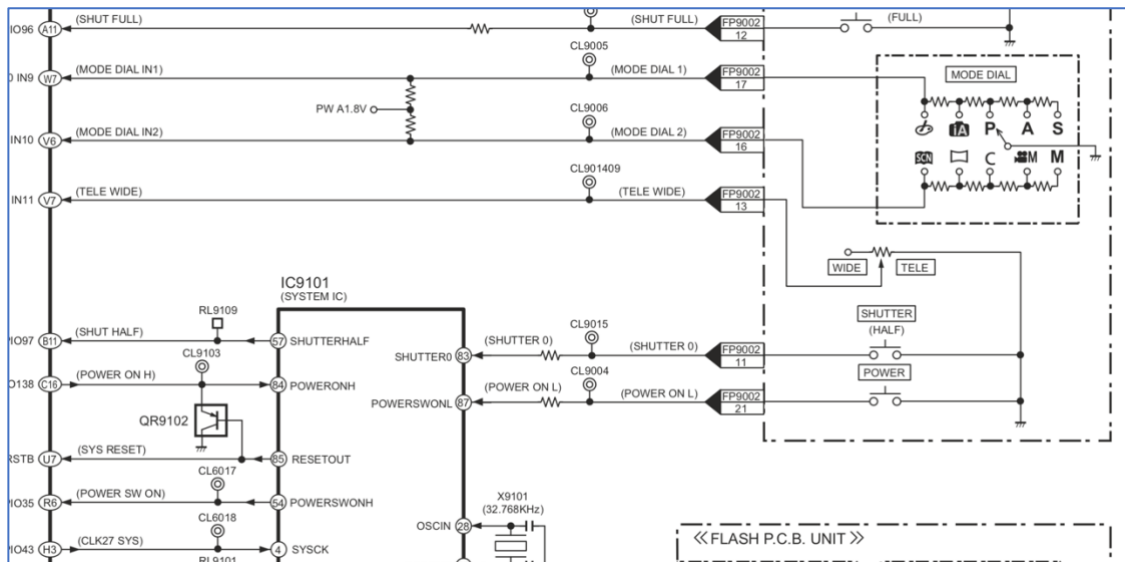 IO96 A11 (SHUT FULL) (SHUT FULL) FP9002 12 (FULL)
CL9005
IN9 W7 (MODE DIAL IN1) (MODE DIAL 1) FP9002 17
MODE DIAL
PW A1.8V
CL9006
P A S
IN10 V6 (MODE DIAL IN2) (MODE DIAL 2) FP9002 16
iA
SCN C M M
CL901409
IN11 V7 (TELE WIDE) (TELE WIDE) FP9002 13
WIDE TELE
IC9101
(SYSTEM IC)
RL9109
SHUTTER
(HALF)
IO97 B11 (SHUT HALF) 57 SHUTTERHALF
CL9015
SHUTTER0 83 (SHUTTER 0) (SHUTTER 0) FP9002 11
CL9103
O138 C16 (POWER ON H) 84 POWERONH
POWER
CL9004
POWERSWONL 87 (POWER ON L) (POWER ON L) FP9002 21
QR9102
RSTB U7 (SYS RESET) 85 RESETOUT
CL6017
PIO35 R6 (POWER SW ON) 54 POWERSWONH
X9101
(32.768KHz)
OSCIN 28
CL6018
PIO43 H3 (CLK27 SYS) 4 SYSCK
RL9101
≪FLASH P.C.B. UNIT≫